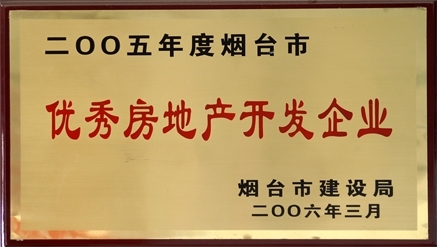 二OO五年度烟台市
优秀房地产开发企业
烟台市建设局
二OO六年三月